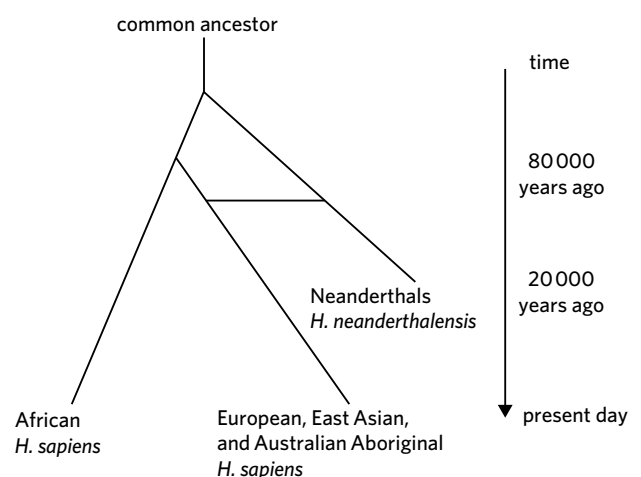 common ancestor
time
80 000
years ago
20 000
years ago
Neanderthals
H. neanderthalensis
African
H. sapiens
European, East Asian,
and Australian Aboriginal
H. sapiens
present day